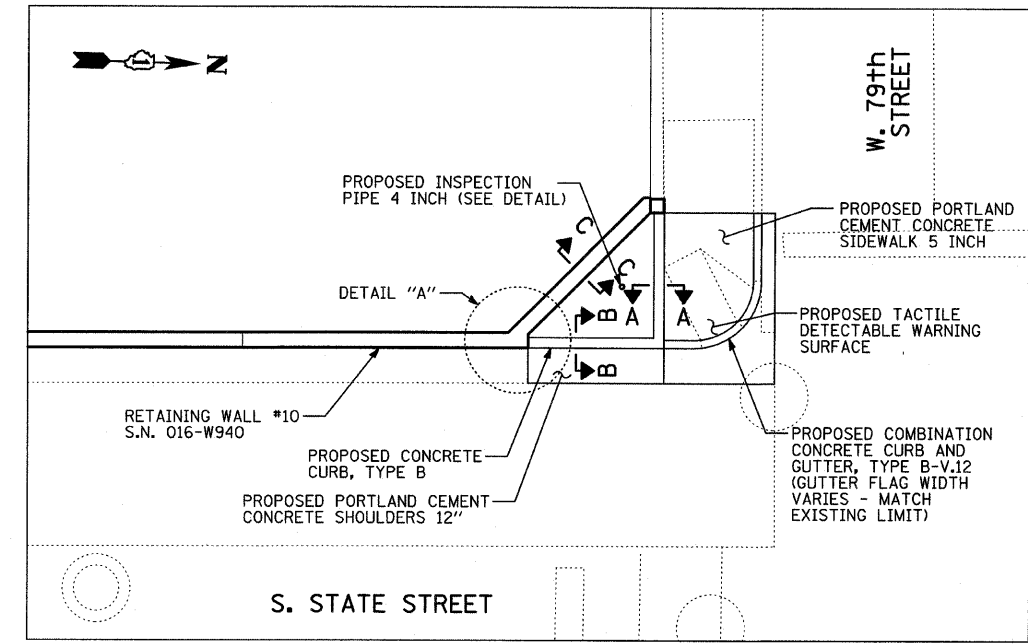 N
W. 79th
STREET
PROPOSED INSPECTION
PIPE 4 INCH (SEE DETAIL)
PROPOSED PORTLAND
CEMENT CONCRETE
SIDEWALK 5 INCH
C
C
DETAIL "A"
B
A
A
B
PROPOSED TACTILE
DETECTABLE WARNING
SURFACE
RETAINING WALL #10
S.N. 016-W940
PROPOSED CONCRETE
CURB, TYPE B
PROPOSED PORTLAND CEMENT
CONCRETE SHOULDERS 12"
PROPOSED COMBINATION
CONCRETE CURB AND
GUTTER, TYPE B-V.12
(GUTTER FLAG WIDTH
VARIES - MATCH
EXISTING LIMIT)
S. STATE STREET